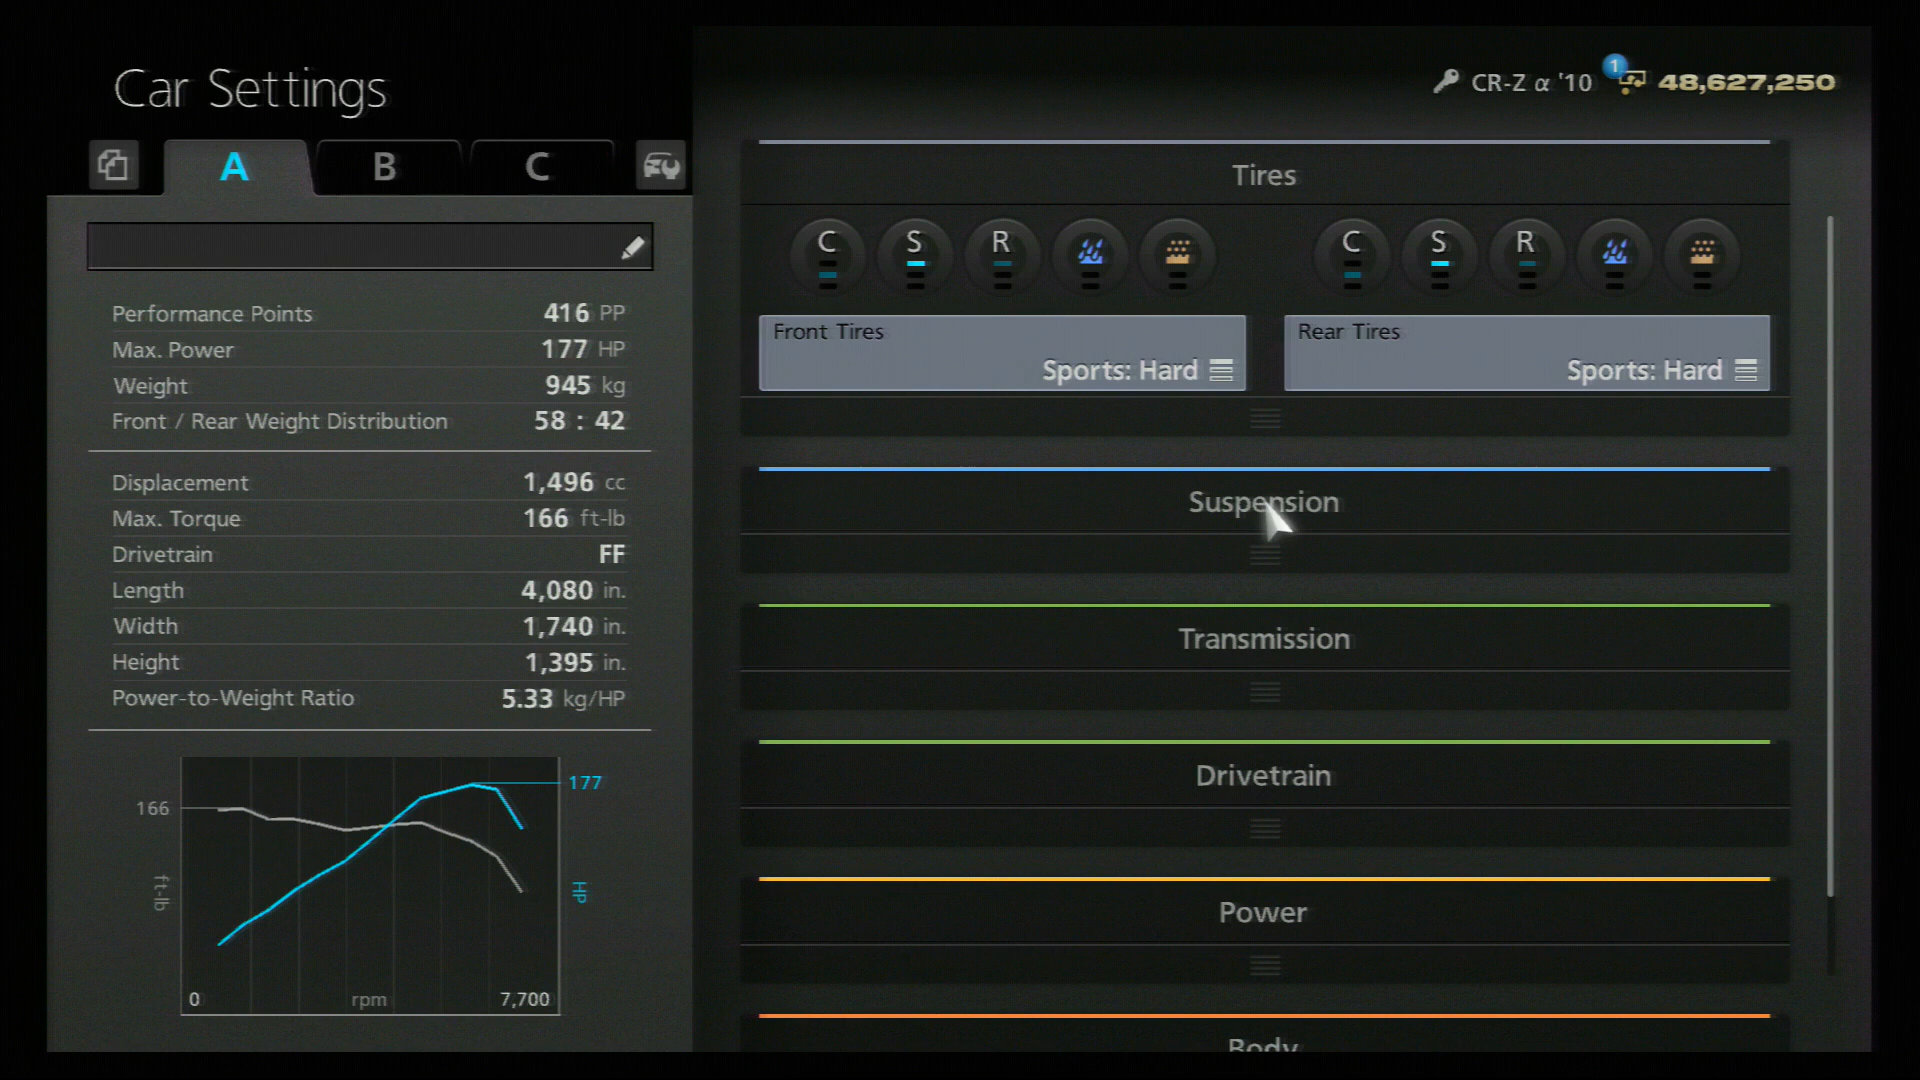 Car Settings
CR-Z α '10
1
48,627,250
A
B
C
Performance Points 416 PP
Max. Power 177 HP
Weight 945 kg
Front / Rear Weight Distribution 58 : 42
Displacement 1,496 cc
Max. Torque 166 ft-lb
Drivetrain FF
Length 4,080 in.
Width 1,740 in.
Height 1,395 in.
Power-to-Weight Ratio 5.33 kg/HP
177
166
ft-lb
HP
0 rpm 7,700
Tires
C S R
C S R
Front Tires
Sports: Hard
Rear Tires
Sports: Hard
Suspension
Transmission
Drivetrain
Power
Body